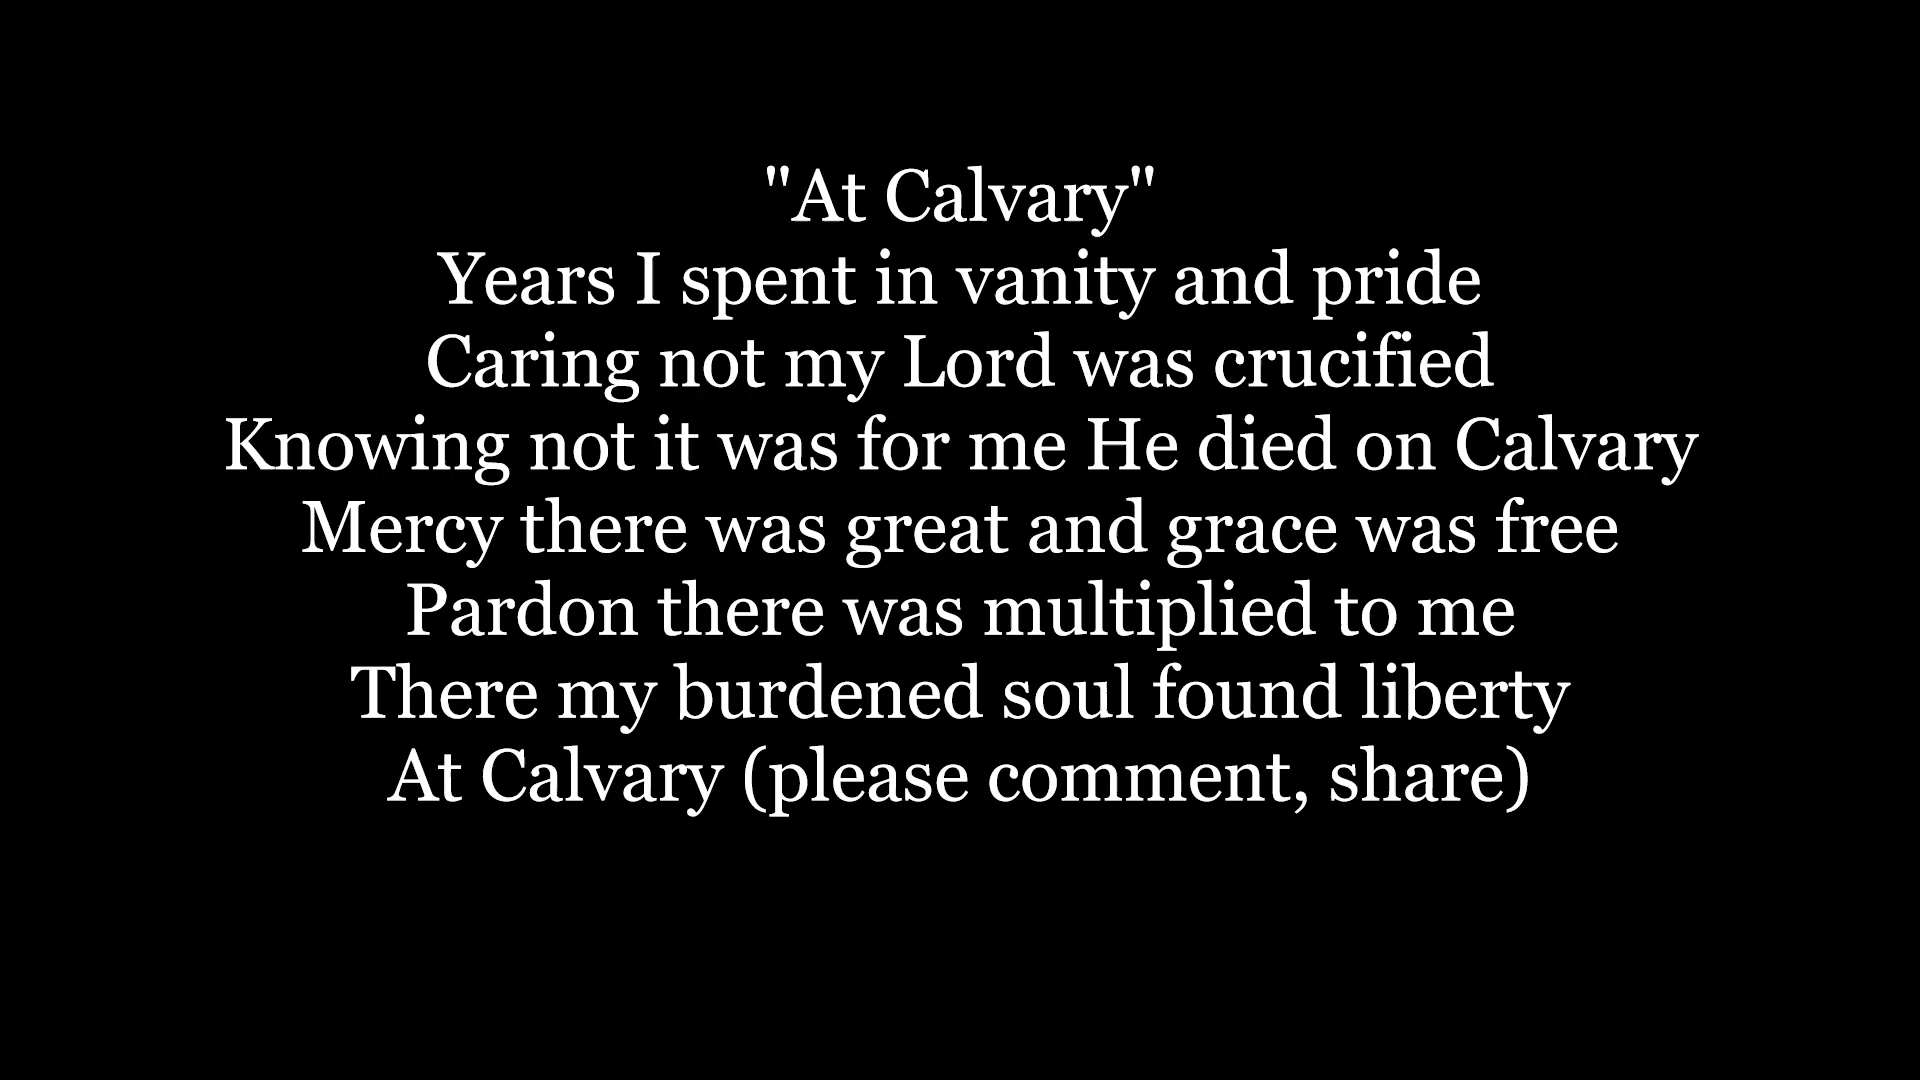 "At Calvary"
Years I spent in vanity and pride
Caring not my Lord was crucified
Knowing not it was for me He died on Calvary
Mercy there was great and grace was free
Pardon there was multiplied to me
There my burdened soul found liberty
At Calvary (please comment, share)